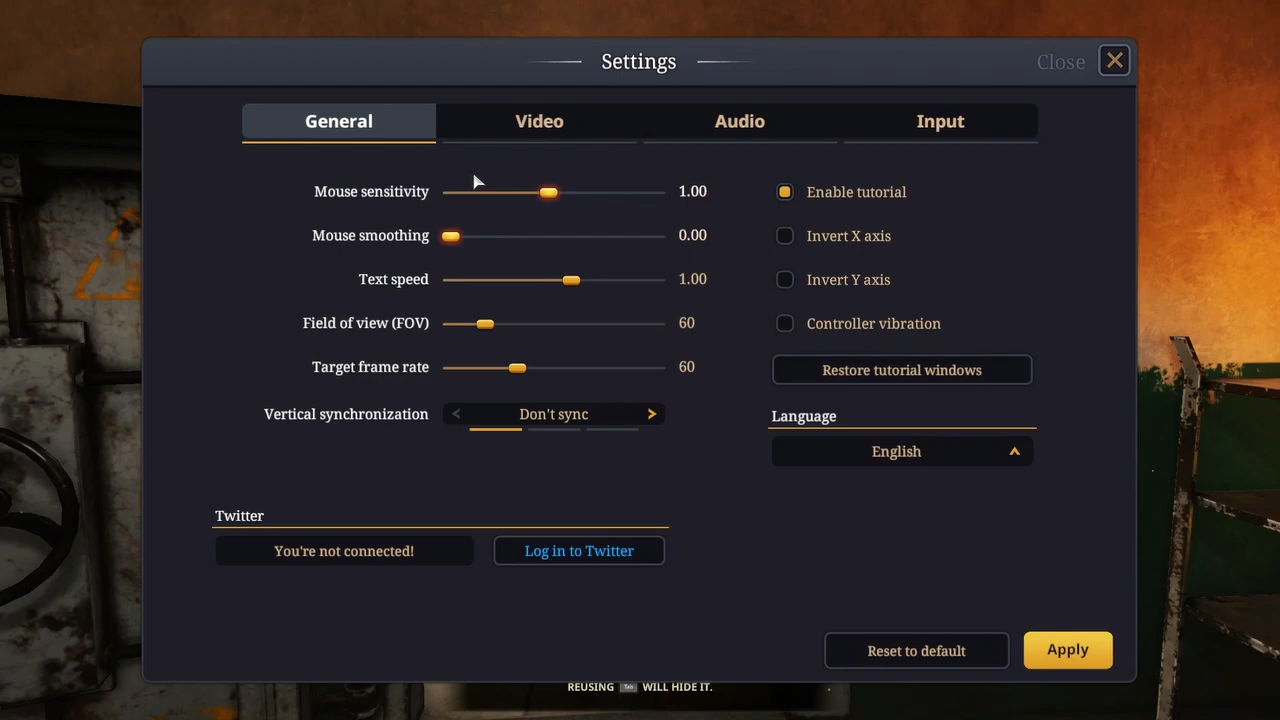 Settings
Close
General
Video
Audio
Input
Mouse sensitivity 1.00
Mouse smoothing 0.00
Text speed 1.00
Field of view (FOV) 60
Target frame rate 60
Vertical synchronization Don't sync
Enable tutorial
Invert X axis
Invert Y axis
Controller vibration
Restore tutorial windows
Language
English
Twitter
You're not connected!
Log in to Twitter
Reset to default
Apply
REUSING Tab WILL HIDE IT.